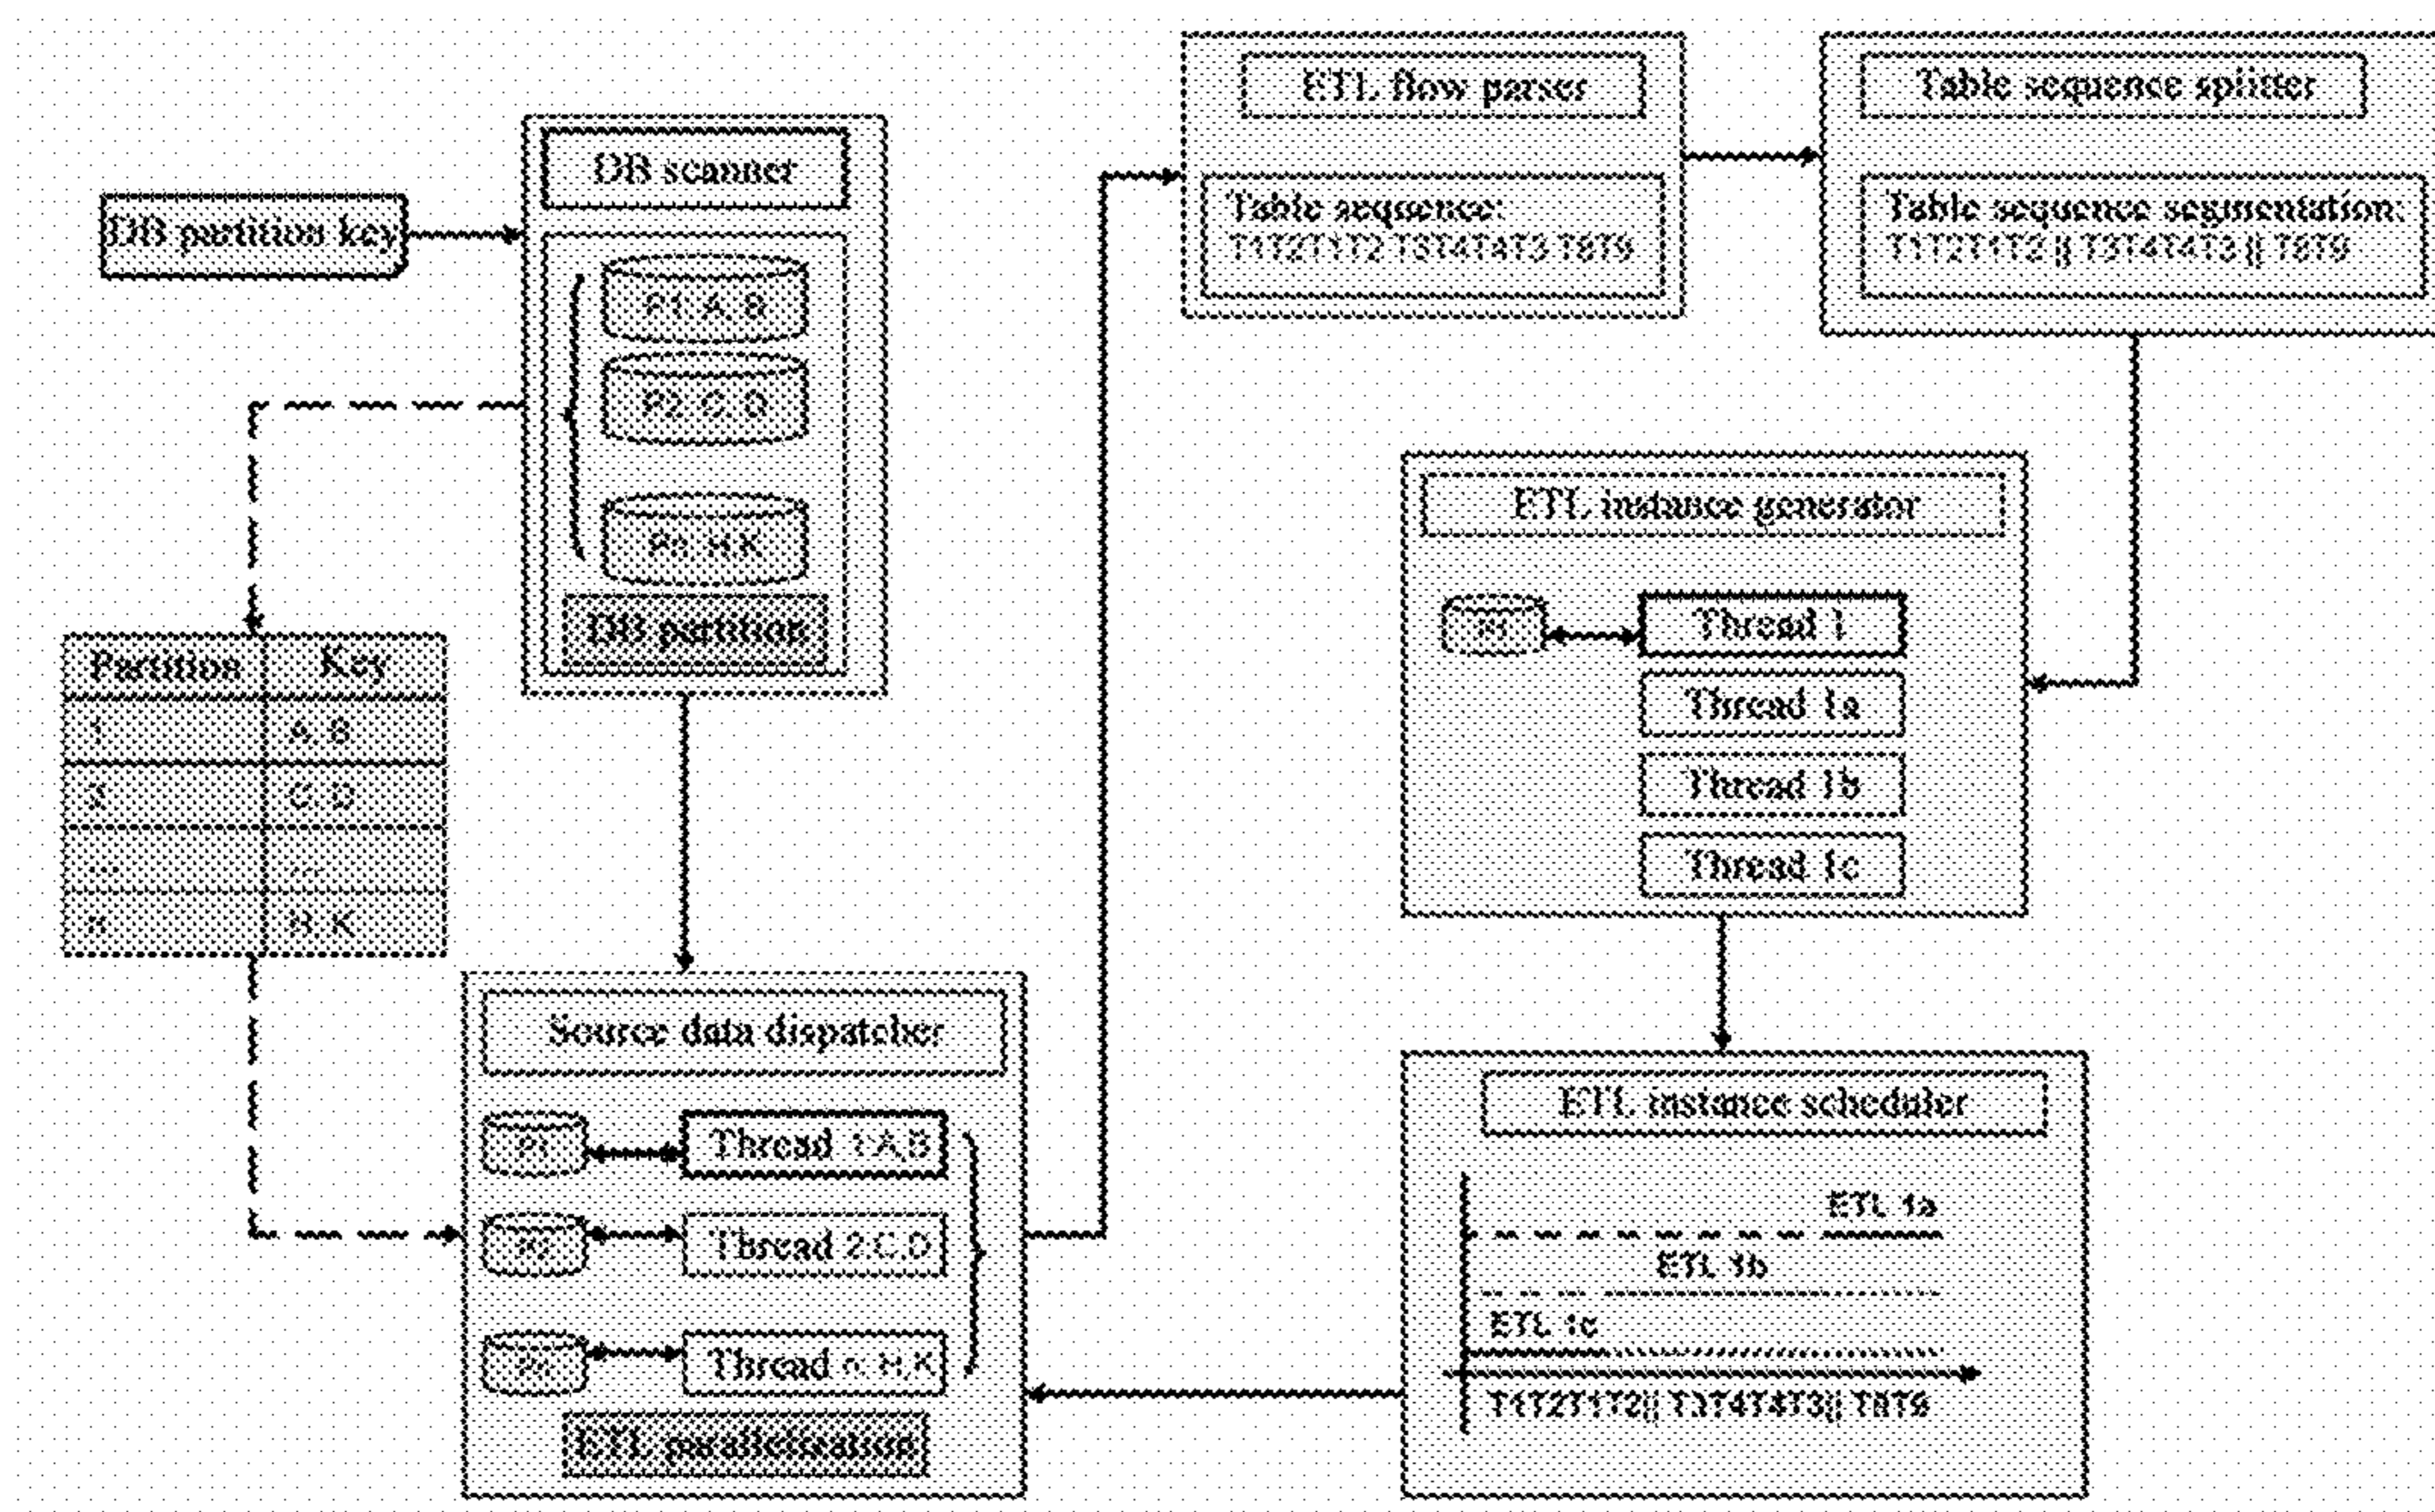 DB partition key
DB scanner
P1: A, B
P2: C, D
Pn: H,K
DB partition
Partition Key
1 A, B
2 C, D
... ...
n H, K
Source data dispatcher
P1 Thread 1:A,B
P2 Thread 2:C,D
Pn Thread n: H,K
ETL parallelization
ETL flow parser
Table sequence:
T1T2T1T2 T3T4T4T3 T8T9
Table sequence splitter
Table sequence segmentation:
T1T2T1T2 || T3T4T4T3 || T8T9
ETL instance generator
P1 Thread 1
Thread 1a
Thread 1b
Thread 1c
ETL instance scheduler
ETL 1a
ETL 1b
ETL 1c
T1T2T1T2|| T3T4T4T3|| T8T9